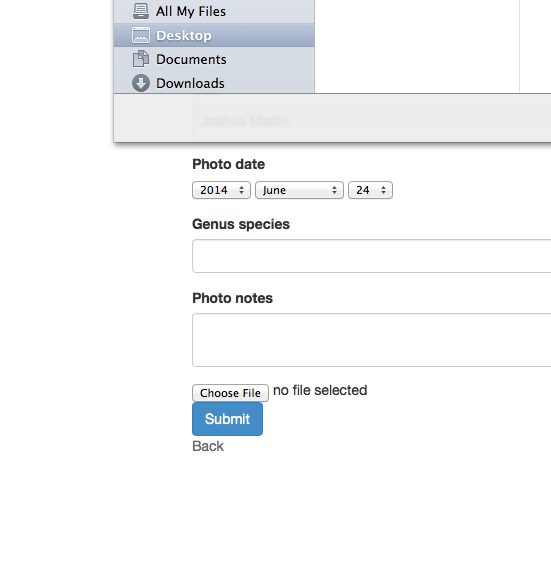 All My Files
Desktop
Documents
Downloads
Joshua Madin
Photo date
2014 June 24
Genus species
Photo notes
Choose File no file selected
Submit
Back